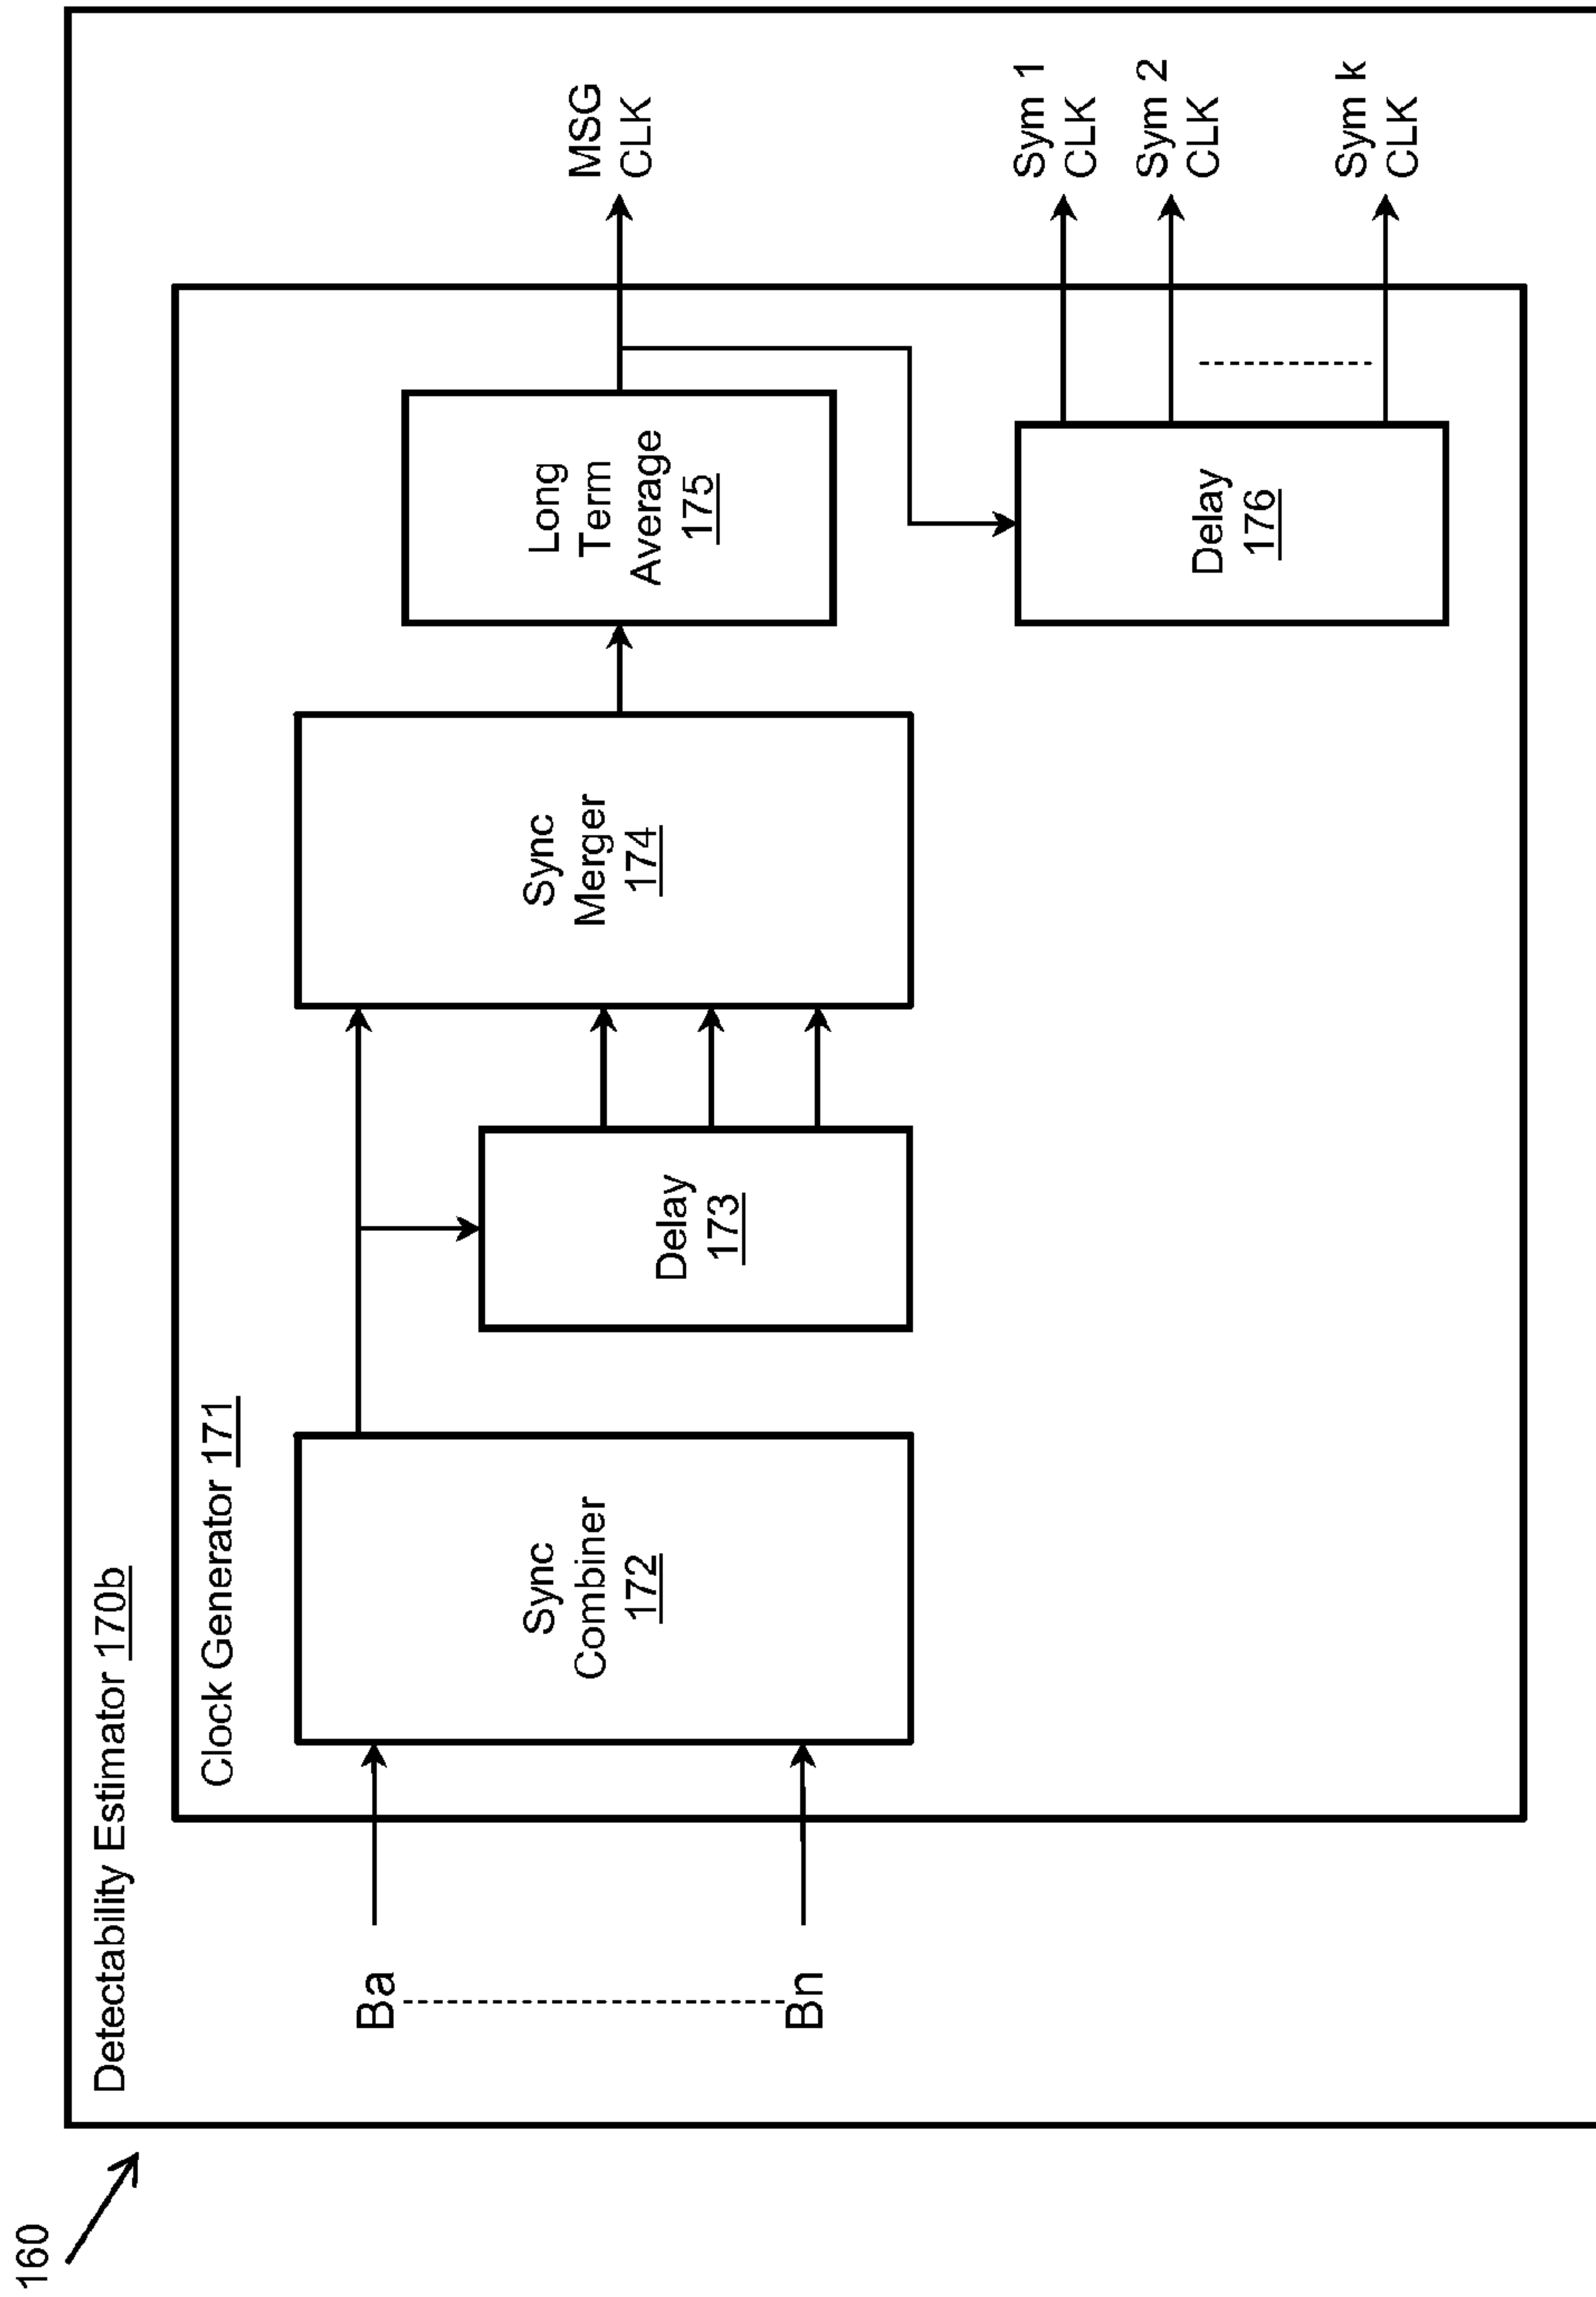 160
Detectability Estimator 170b
Clock Generator 171
Ba
Bn
Sync
Combiner
172
Delay
173
Sync
Merger
174
Long
Term
Average
175
Delay
176
MSG
CLK
Sym 1
CLK
Sym 2
CLK
Sym k
CLK